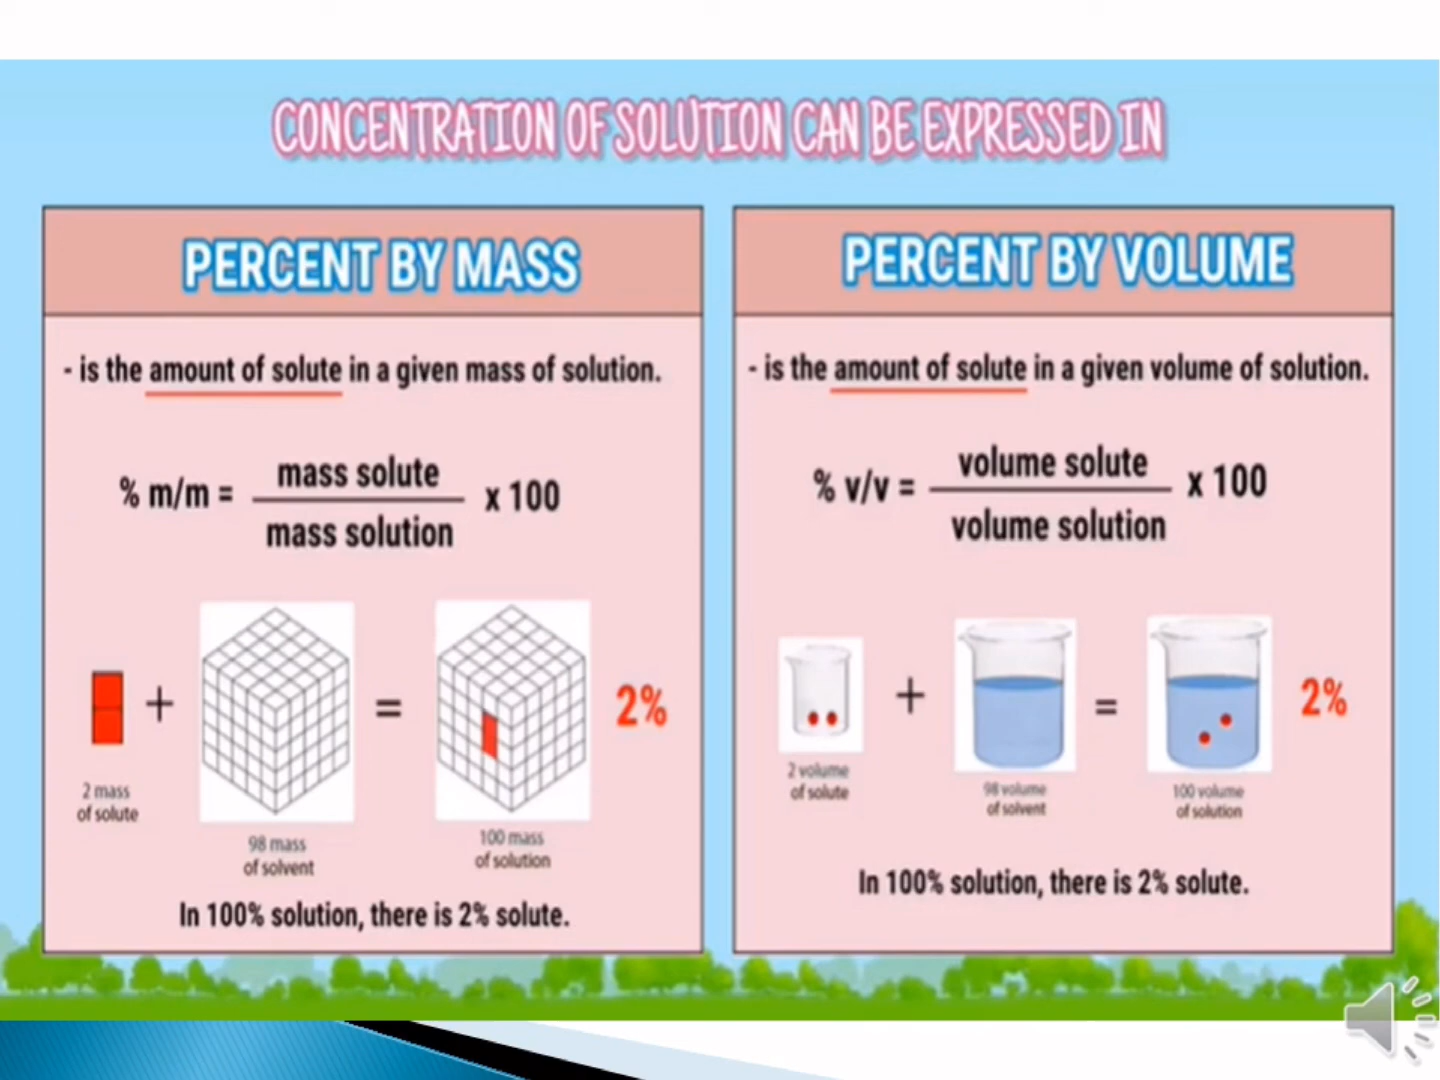 CONCENTRATION OF SOLUTION CAN BE EXPRESSED IN
PERCENT BY MASS
- is the amount of solute in a given mass of solution.
% m/m = mass solute / mass solution x 100
2 mass
of solute
+
98 mass
of solvent
=
100 mass
of solution
2%
In 100% solution, there is 2% solute.
PERCENT BY VOLUME
- is the amount of solute in a given volume of solution.
% v/v = volume solute / volume solution x 100
2 volume
of solute
+
98 volume
of solvent
=
100 volume
of solution
2%
In 100% solution, there is 2% solute.